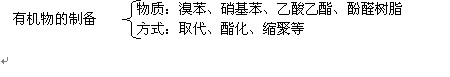 物质：溴苯、硝基苯、乙酸乙酯、酚醛树脂
有机物的制备
方式：取代、酯化、缩聚等